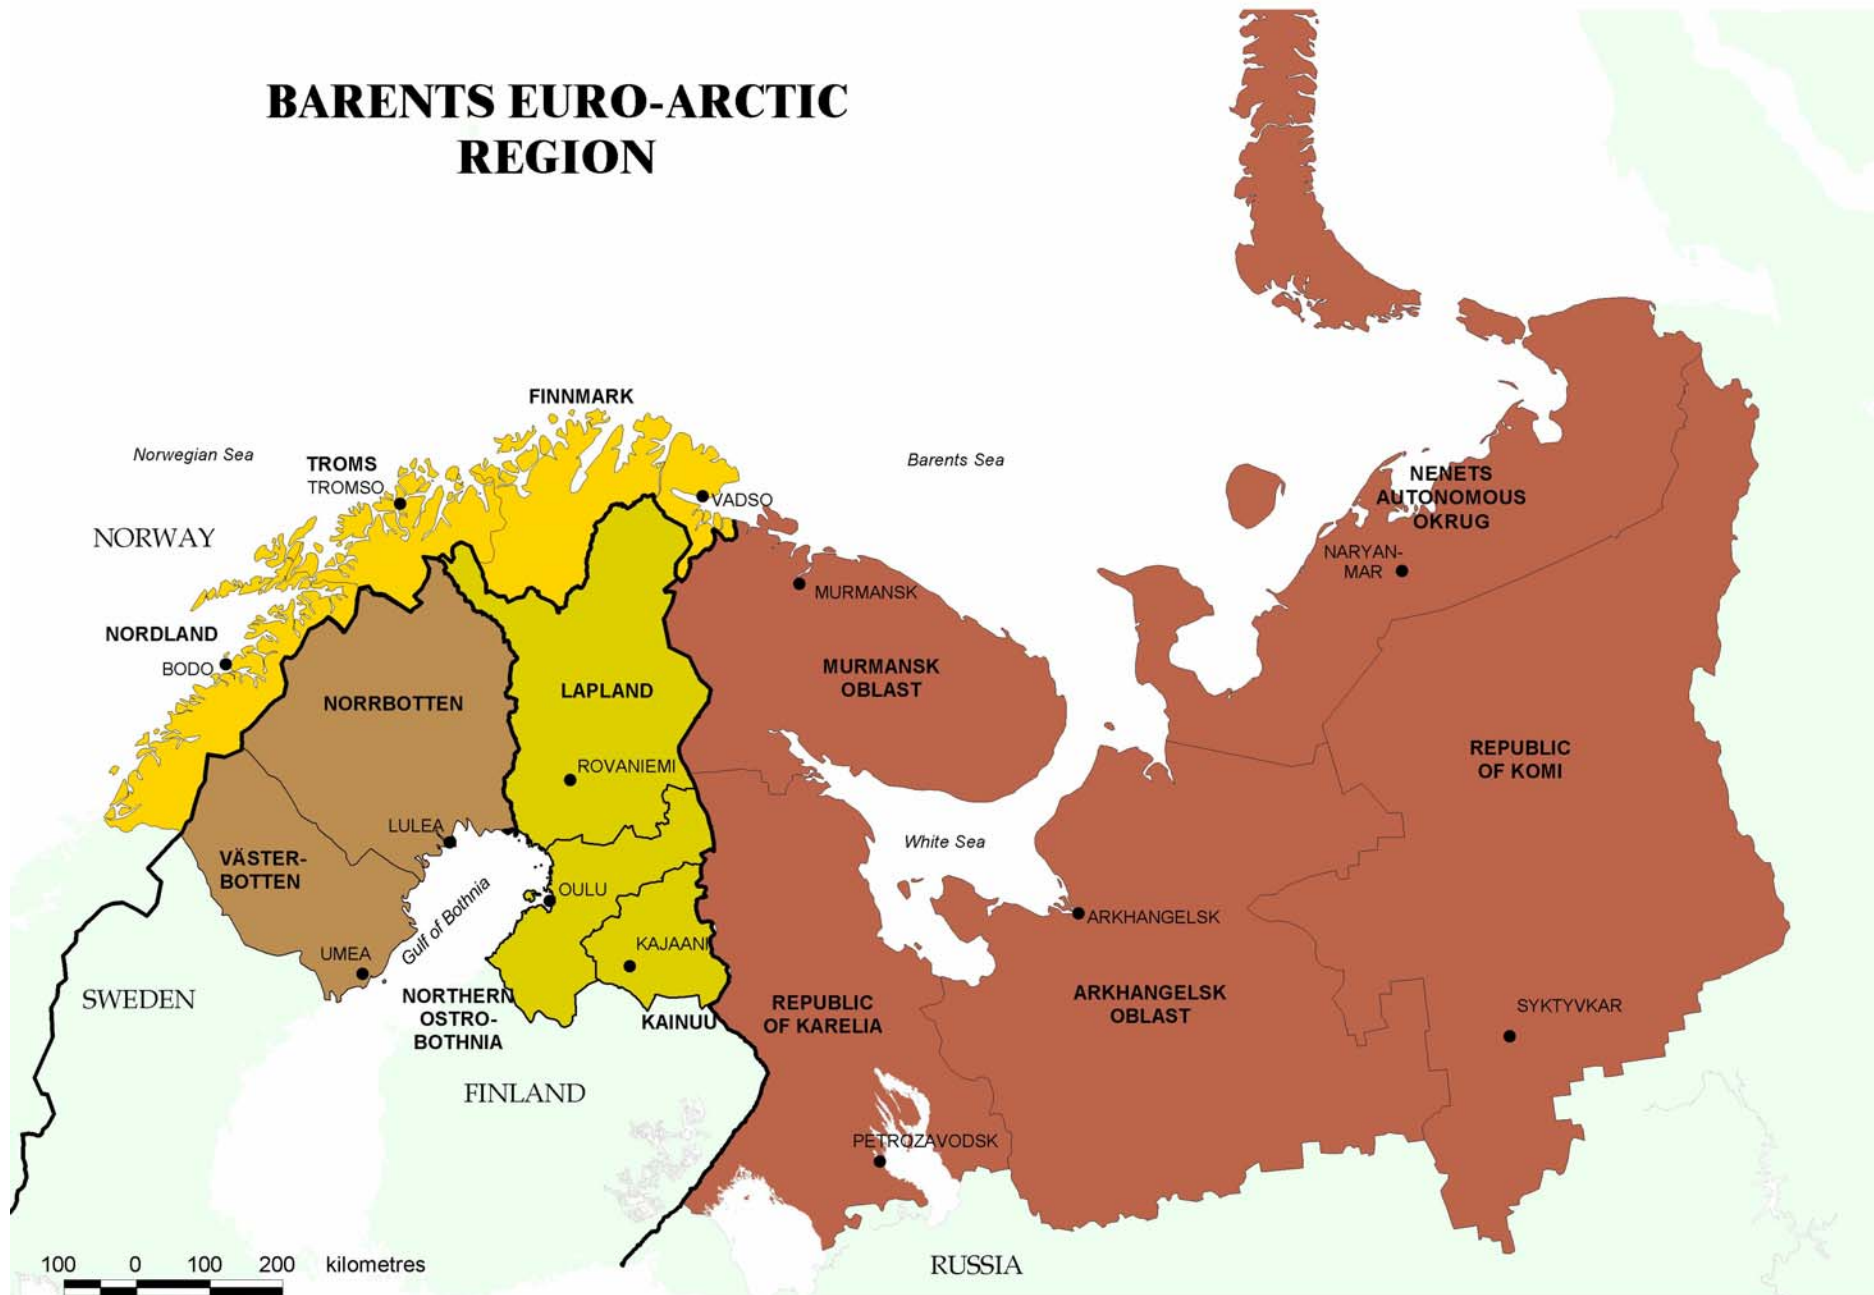 BARENTS EURO-ARCTIC
REGION
FINNMARK
Norwegian Sea
TROMS
TROMSO
Barents Sea
NENETS
AUTONOMOUS
OKRUG
VADSO
NORWAY
NARYAN-
MAR
MURMANSK
NORDLAND
BODO
MURMANSK
OBLAST
LAPLAND
NORRBOTTEN
REPUBLIC
OF KOMI
ROVANIEMI
LULEA
White Sea
VÄSTER-
BOTTEN
OULU
Gulf of Bothnia
ARKHANGELSK
KAJAANI
UMEA
SWEDEN
NORTHERN
OSTRO-
BOTHNIA
KAINUU
REPUBLIC
OF KARELIA
ARKHANGELSK
OBLAST
SYKTYVKAR
FINLAND
PETROZAVODSK
RUSSIA
100 0 100 200 kilometres